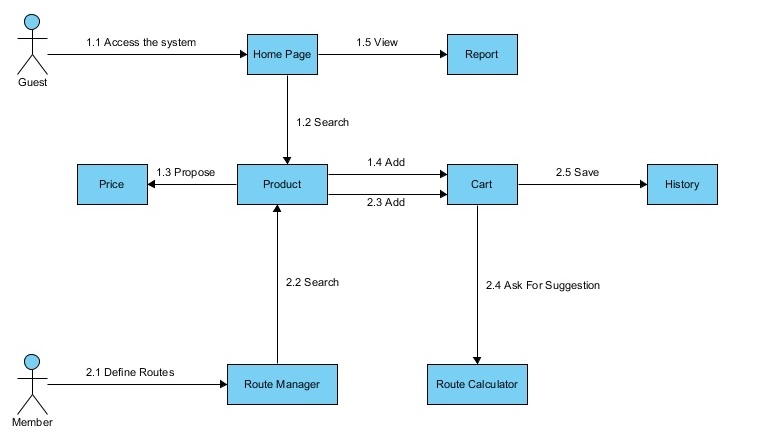 1.1 Access the system
Home Page
1.5 View
Report
Guest
1.2 Search
Price
1.3 Propose
Product
1.4 Add
2.3 Add
Cart
2.5 Save
History
2.2 Search
2.4 Ask For Suggestion
2.1 Define Routes
Route Manager
Route Calculator
Member